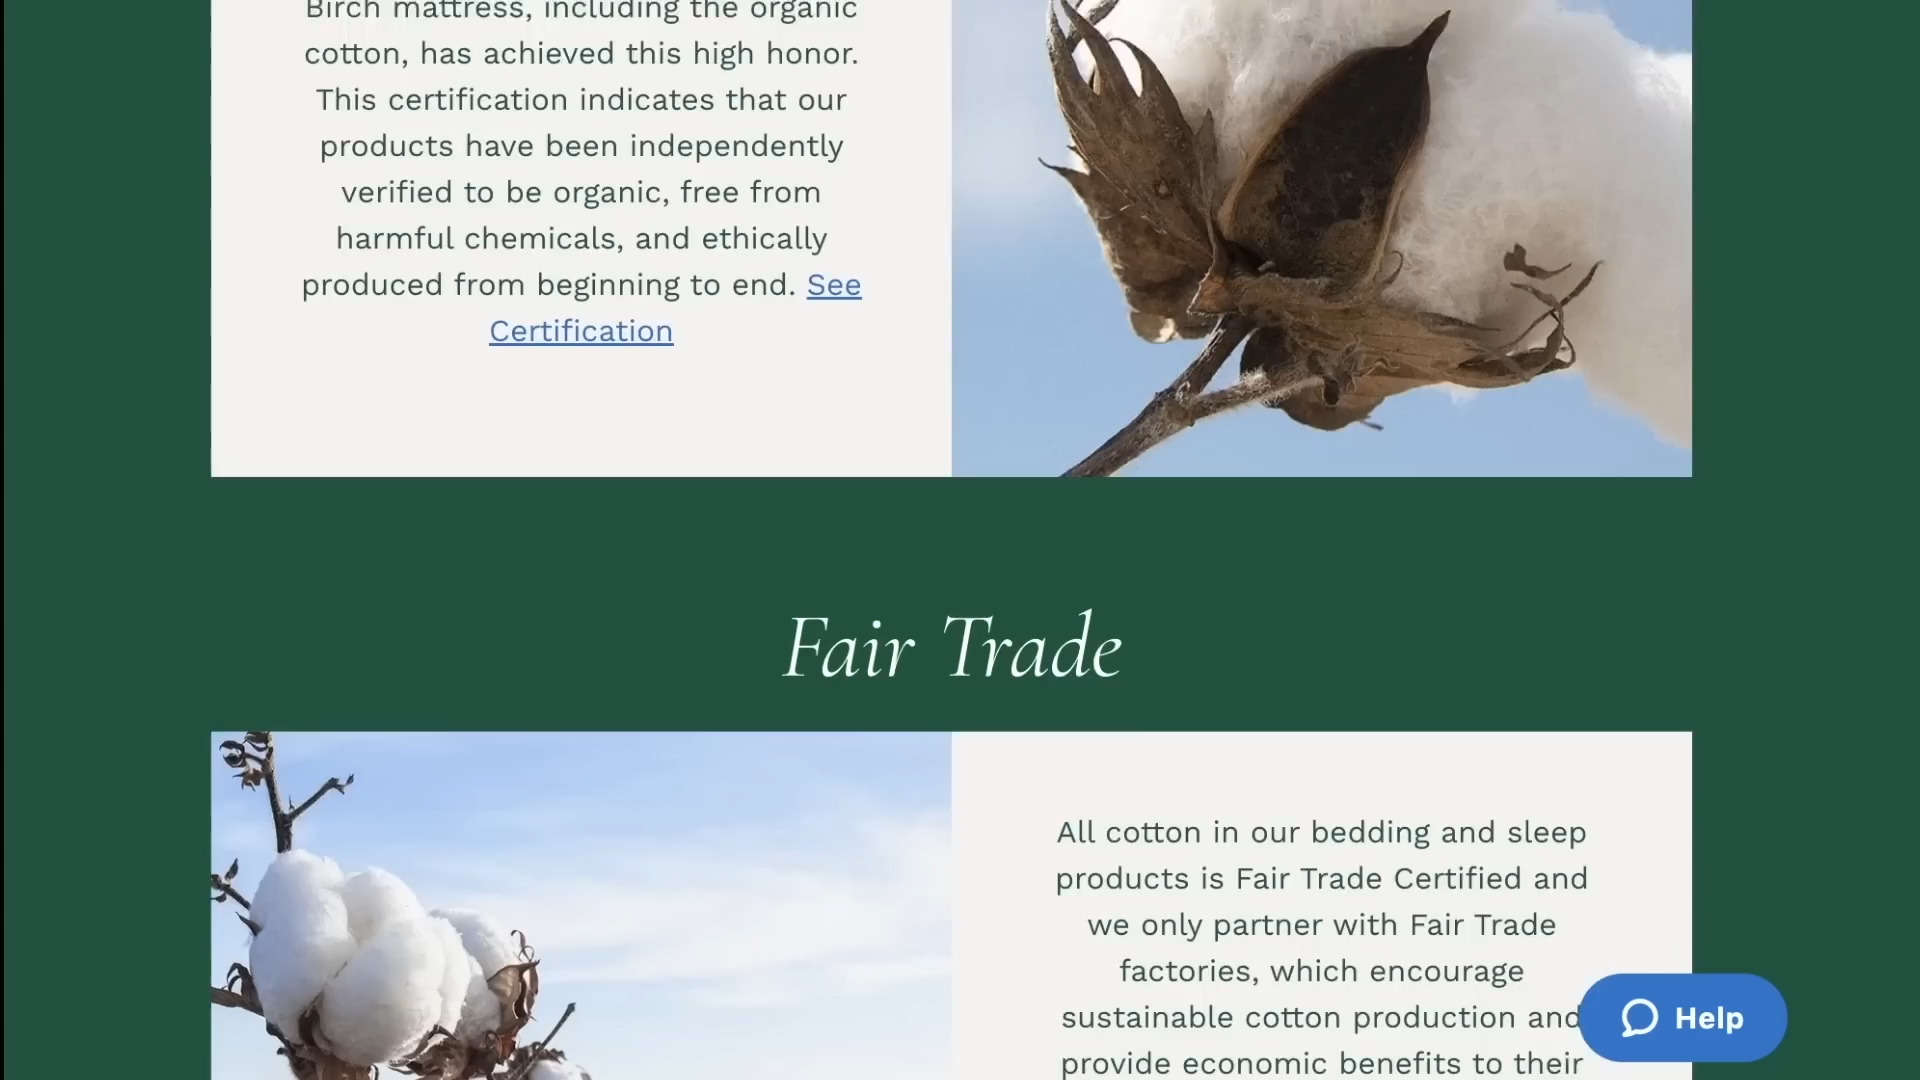 Birch mattress, including the organic
cotton, has achieved this high honor.
This certification indicates that our
products have been independently
verified to be organic, free from
harmful chemicals, and ethically
produced from beginning to end. See
Certification
Fair Trade
All cotton in our bedding and sleep
products is Fair Trade Certified and
we only partner with Fair Trade
factories, which encourage
sustainable cotton production and
provide economic benefits to their
Help